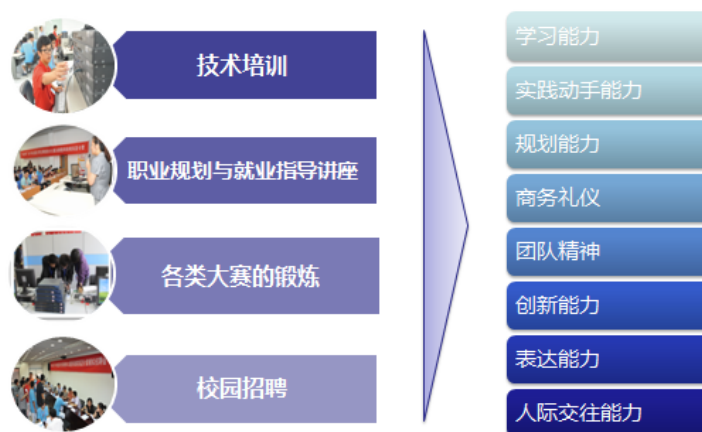 技术培训
职业规划与就业指导讲座
各类大赛的锻炼
校园招聘
学习能力
实践动手能力
规划能力
商务礼仪
团队精神
创新能力
表达能力
人际交往能力